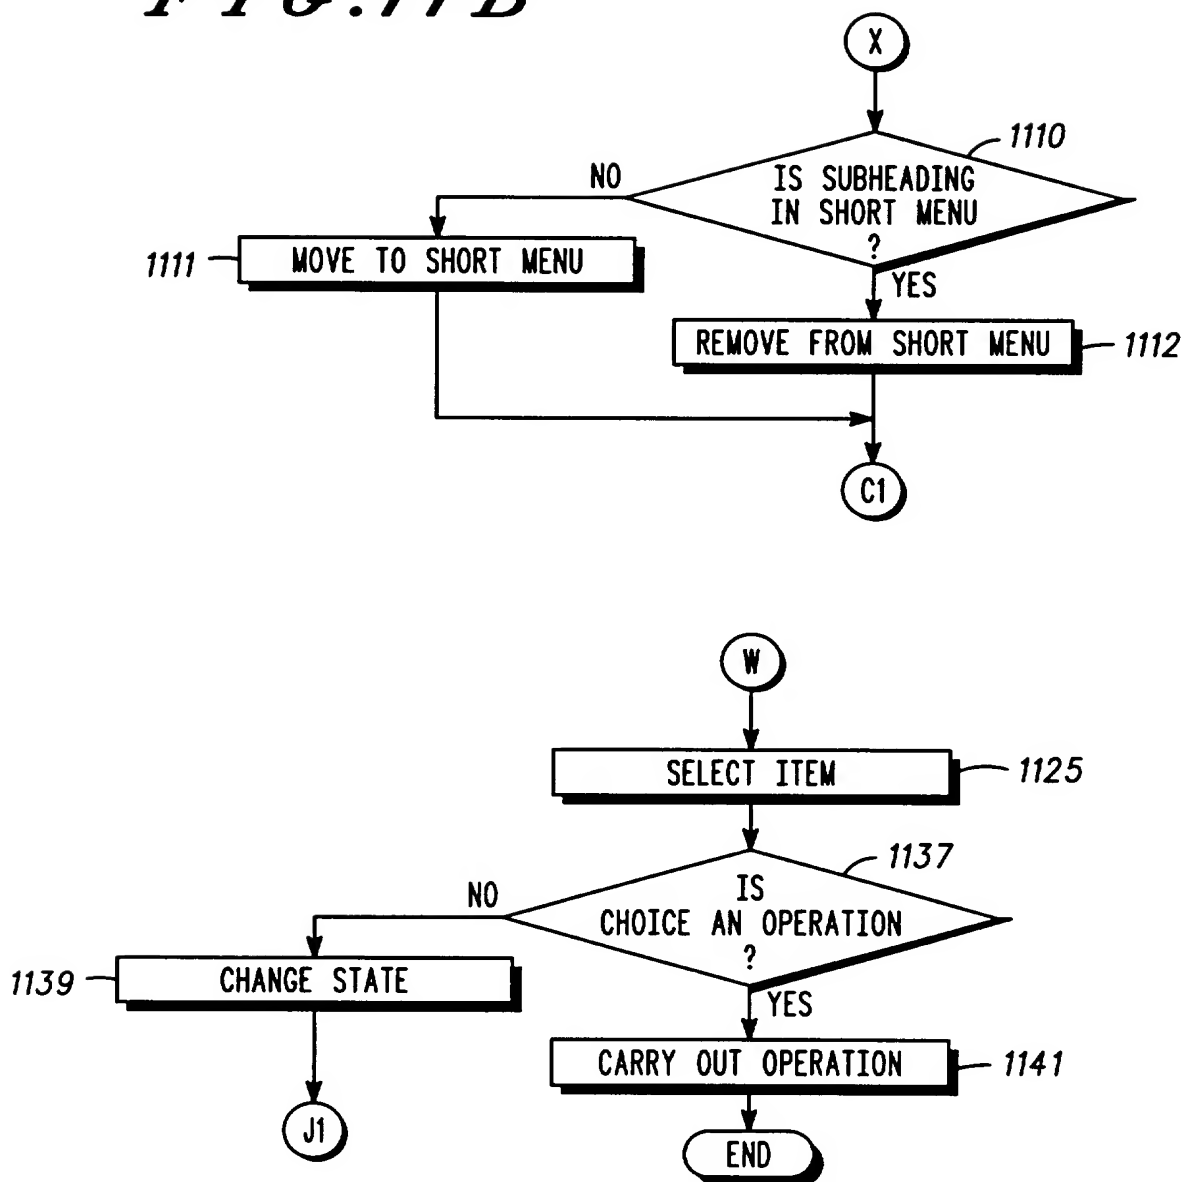 FIG.11B
X
1110
IS SUBHEADING
IN SHORT MENU
?
NO
YES
1111
MOVE TO SHORT MENU
REMOVE FROM SHORT MENU
1112
C1
W
SELECT ITEM
1125
1137
IS
CHOICE AN OPERATION
?
NO
YES
1139
CHANGE STATE
CARRY OUT OPERATION
1141
J1
END